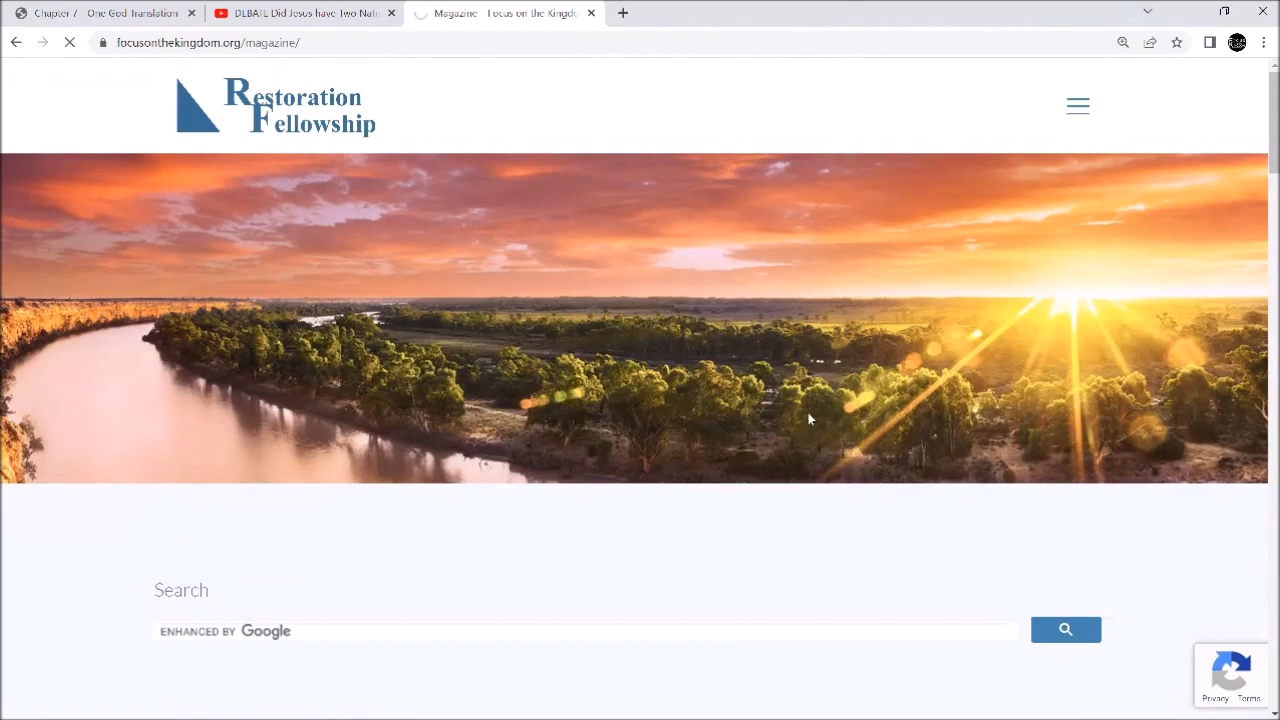 Chapter 7 - One God Translation
DEBATE Did Jesus have Two Natu
Magazine - Focus on the Kingdo
focusonthekingdom.org/magazine/
Restoration
Fellowship
Search
ENHANCED BY Google
Privacy - Terms